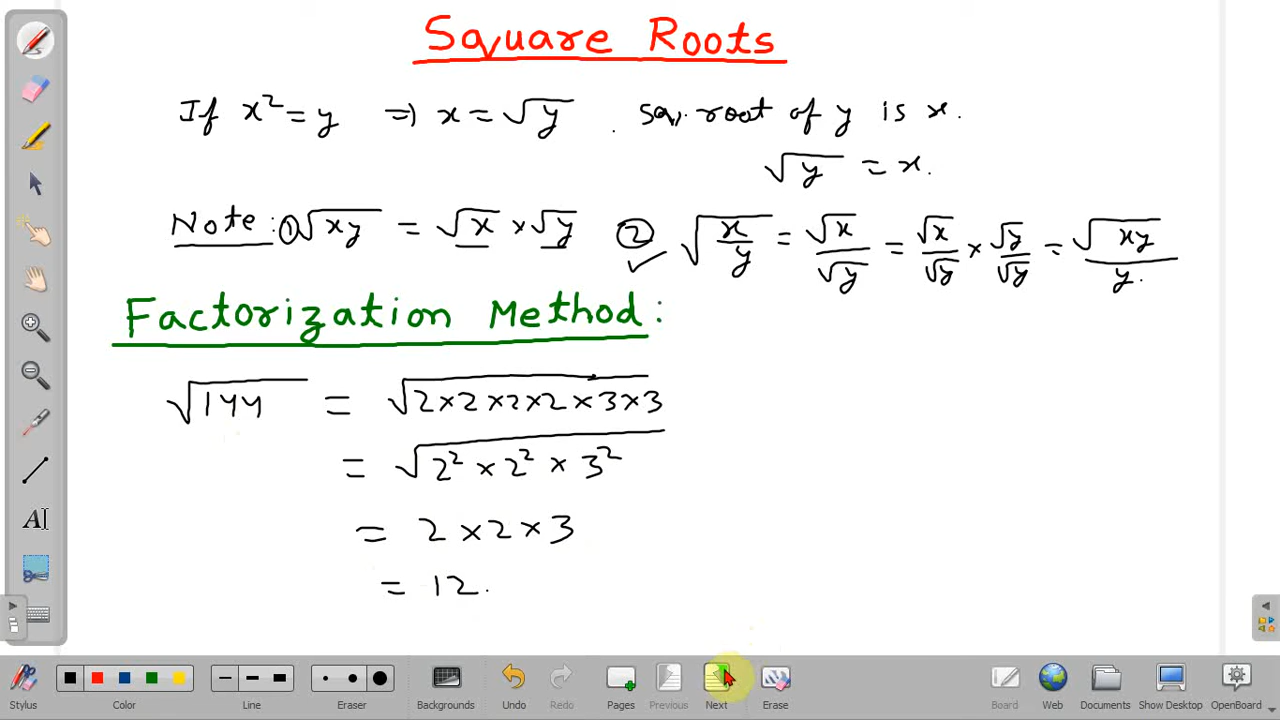 Square Roots
If x² = y ⇒ x = √y . Sq. root of y is x.
√y = x.
Note: ① √xy = √x × √y ② √(x/y) = √x/√y = √x/√y × √y/√y = √xy/y.
Factorization Method:
√144 = √2×2×2×2×3×3
= √2² × 2² × 3²
= 2 × 2 × 3
= 12.
Color Line Eraser Backgrounds Undo Redo Pages Previous Next Erase Board Web Documents Show Desktop OpenBoard